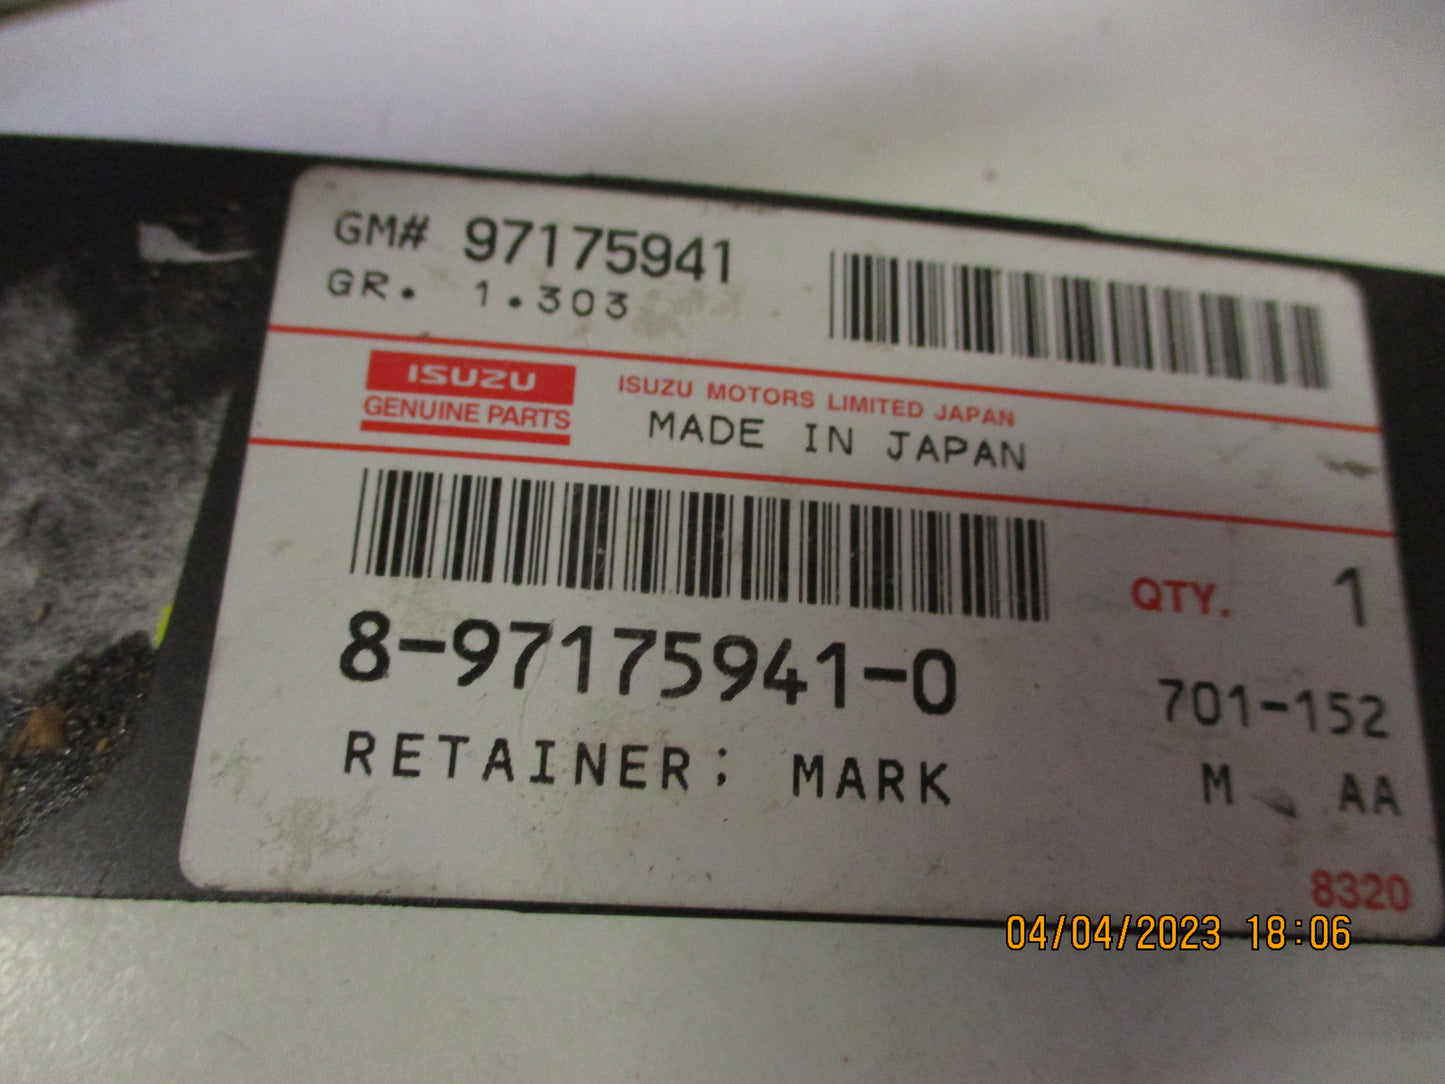 GM# 97175941
GR. 1.303
ISUZU
GENUINE PARTS
ISUZU MOTORS LIMITED JAPAN
MADE IN JAPAN
QTY. 1
8-97175941-0
701-152
RETAINER; MARK
M AA
8320
04/04/2023 18:06